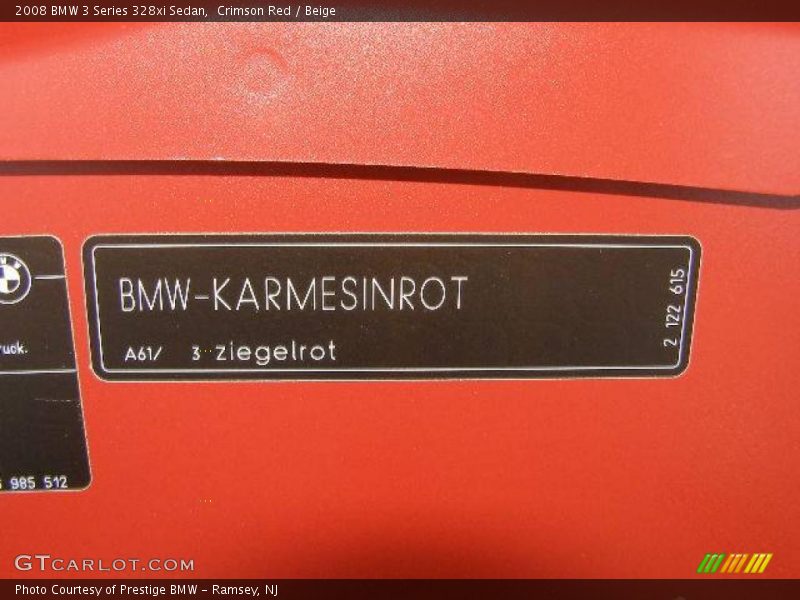 2008 BMW 3 Series 328xi Sedan,  Crimson Red / Beige
BMW-KARMESINROT
A61/ 3 ziegelrot
2 122 615
985 512
GTCARLOT.COM
Photo Courtesy of Prestige BMW - Ramsey, NJ